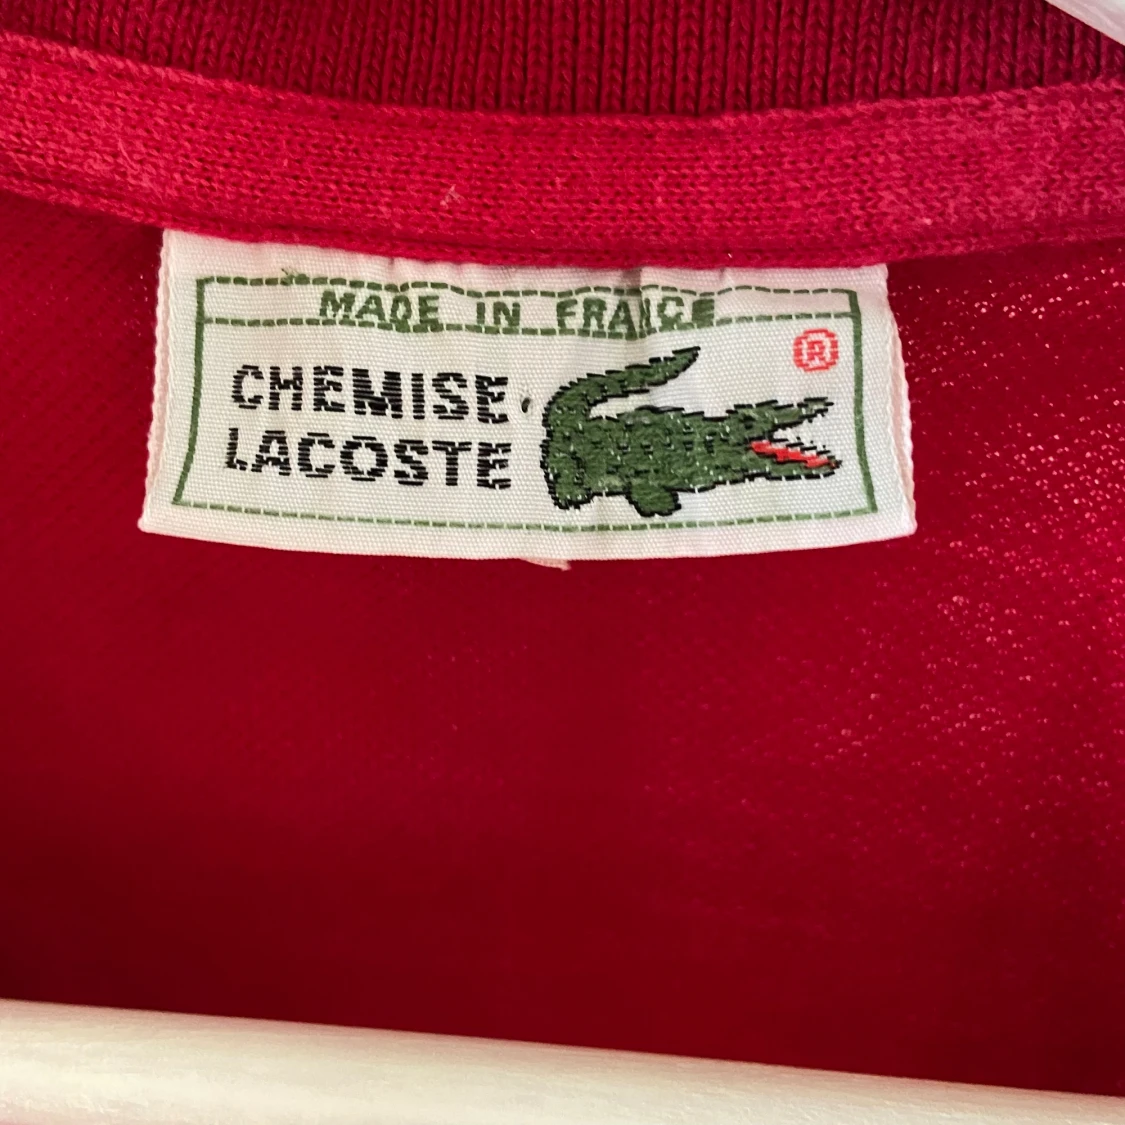 MADE IN FRANCE
®
CHEMISE
LACOSTE